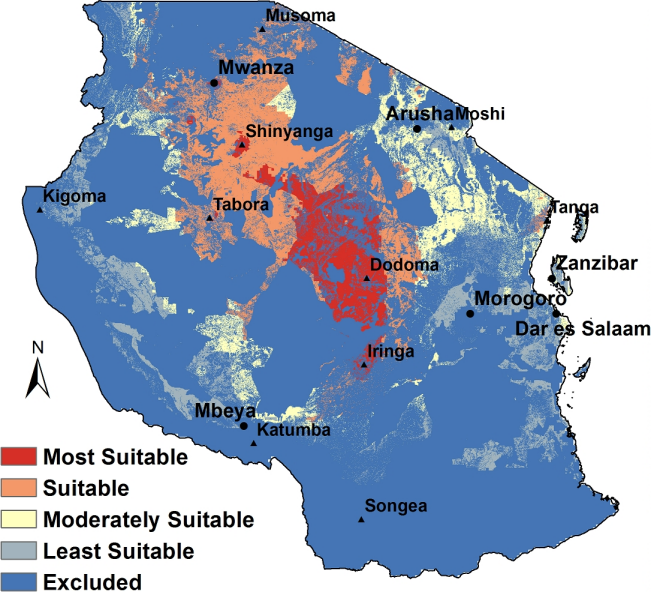 Musoma
Mwanza
Arusha
Moshi
Shinyanga
Kigoma
Tabora
Tanga
Dodoma
Zanzibar
Morogoro
Dar es Salaam
Iringa
N
Mbeya
Katumba
Most Suitable
Suitable
Songea
Moderately Suitable
Least Suitable
Excluded